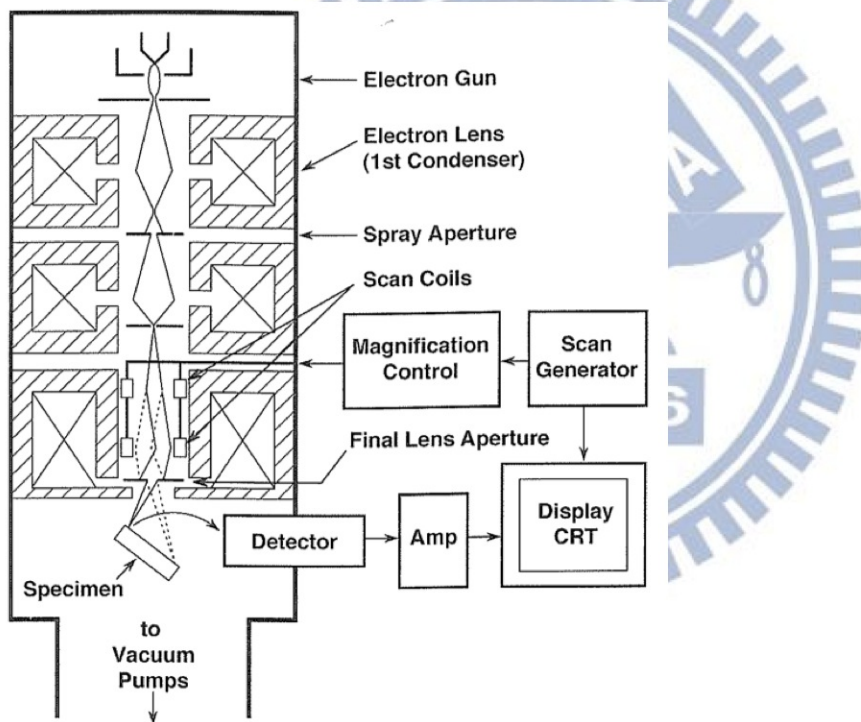 Electron Gun
Electron Lens
(1st Condenser)
Spray Aperture
Scan Coils
Magnification
Control
Scan
Generator
Final Lens Aperture
Detector
Amp
Display
CRT
Specimen
to
Vacuum
Pumps
A
6